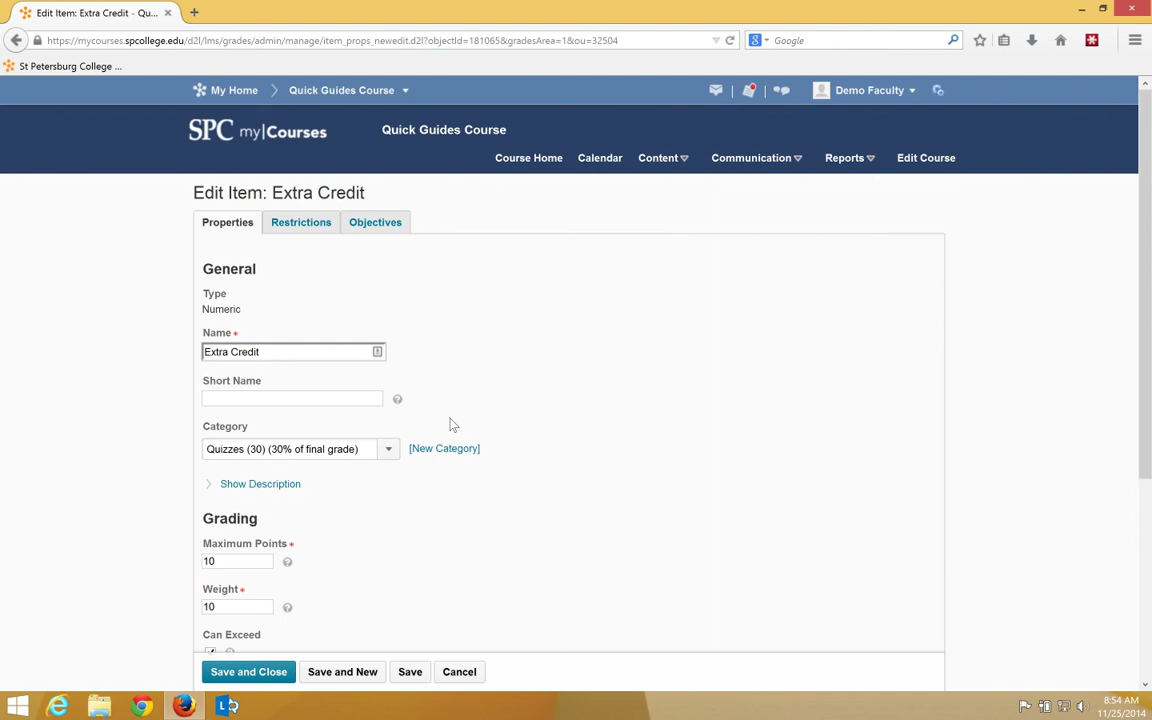 Edit Item: Extra Credit - Qu...
https://mycourses.spcollege.edu/d2l/lms/grades/admin/manage/item_props_newedit.d2l?objectId=181065&gradesArea=1&ou=32504
Google
St Petersburg College ...
My Home
Quick Guides Course
Demo Faculty
SPC my|Courses
Quick Guides Course
Course Home
Calendar
Content
Communication
Reports
Edit Course
Edit Item: Extra Credit
Properties
Restrictions
Objectives
General
Type
Numeric
Name *
Extra Credit
Short Name
Category
Quizzes (30) (30% of final grade)
[New Category]
Show Description
Grading
Maximum Points *
10
Weight *
10
Can Exceed
Save and Close
Save and New
Save
Cancel
8:54 AM
11/25/2014